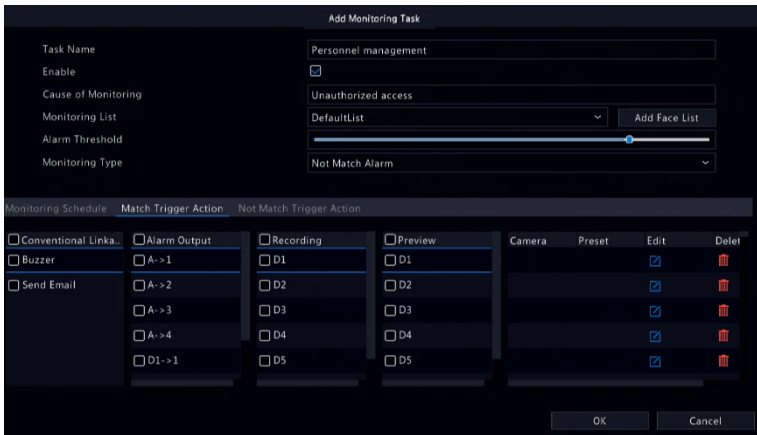 Add Monitoring Task
Task Name Personnel management
Enable
Cause of Monitoring Unauthorized access
Monitoring List DefaultList Add Face List
Alarm Threshold
Monitoring Type Not Match Alarm
Monitoring Schedule Match Trigger Action Not Match Trigger Action
Conventional Linka.. Alarm Output Recording Preview Camera Preset Edit Delet
Buzzer A->1 D1 D1
Send Email A->2 D2 D2
A->3 D3 D3
A->4 D4 D4
D1->1 D5 D5
OK Cancel